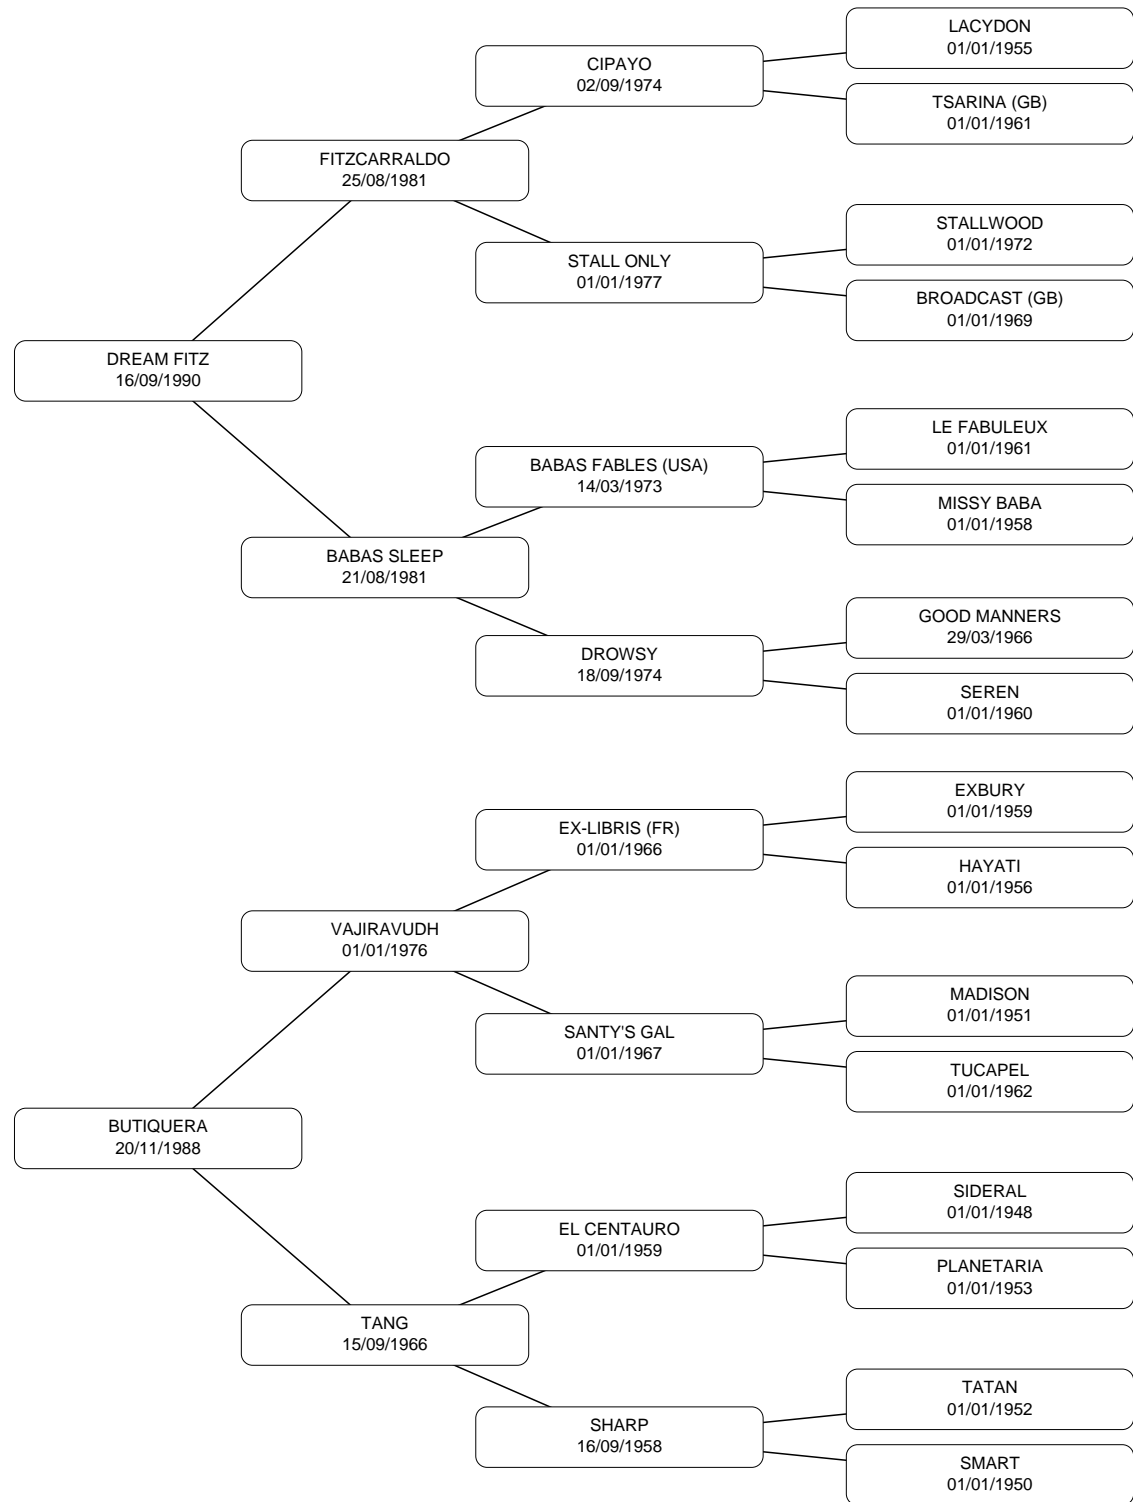 LACYDON
01/01/1955
CIPAYO
02/09/1974
TSARINA (GB)
01/01/1961
FITZCARRALDO
25/08/1981
STALLWOOD
01/01/1972
STALL ONLY
01/01/1977
BROADCAST (GB)
01/01/1969
DREAM FITZ
16/09/1990
LE FABULEUX
01/01/1961
BABAS FABLES (USA)
14/03/1973
MISSY BABA
01/01/1958
BABAS SLEEP
21/08/1981
GOOD MANNERS
29/03/1966
DROWSY
18/09/1974
SEREN
01/01/1960
EXBURY
01/01/1959
EX-LIBRIS (FR)
01/01/1966
HAYATI
01/01/1956
VAJIRAVUDH
01/01/1976
MADISON
01/01/1951
SANTY'S GAL
01/01/1967
TUCAPEL
01/01/1962
BUTIQUERA
20/11/1988
SIDERAL
01/01/1948
EL CENTAURO
01/01/1959
PLANETARIA
01/01/1953
TANG
15/09/1966
TATAN
01/01/1952
SHARP
16/09/1958
SMART
01/01/1950